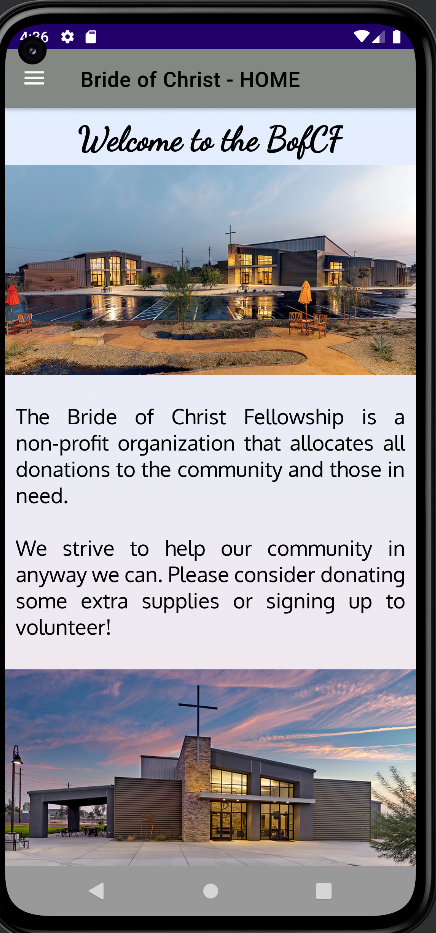 4:36
Bride of Christ - HOME
Welcome to the BofCF
The Bride of Christ Fellowship is a
non-profit organization that allocates all
donations to the community and those in
need.
We strive to help our community in
anyway we can. Please consider donating
some extra supplies or signing up to
volunteer!